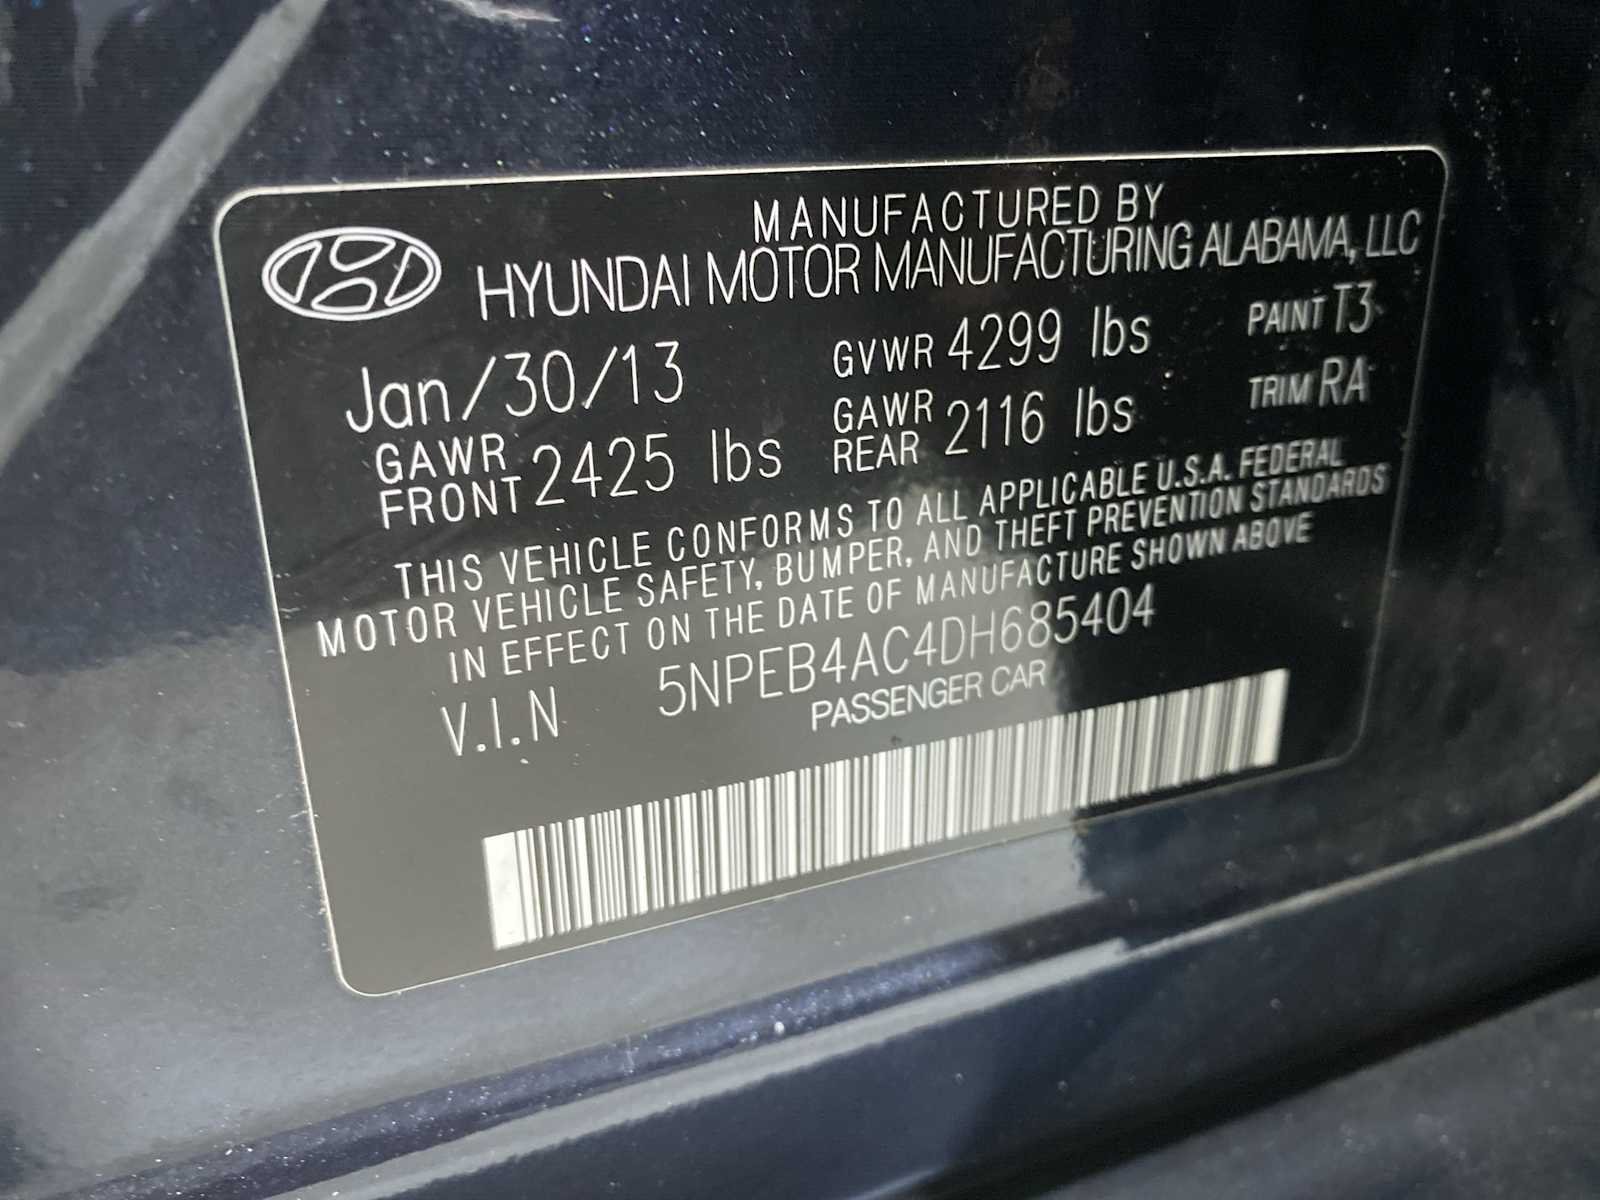 MANUFACTURED BY
HYUNDAI MOTOR MANUFACTURING ALABAMA, LLC
Jan/30/13 GVWR 4299 lbs PAINT T3
GAWR FRONT 2425 lbs GAWR REAR 2116 lbs TRIM RA
THIS VEHICLE CONFORMS TO ALL APPLICABLE U.S.A. FEDERAL
MOTOR VEHICLE SAFETY, BUMPER, AND THEFT PREVENTION STANDARDS
IN EFFECT ON THE DATE OF MANUFACTURE SHOWN ABOVE
V.I.N 5NPEB4AC4DH685404
PASSENGER CAR